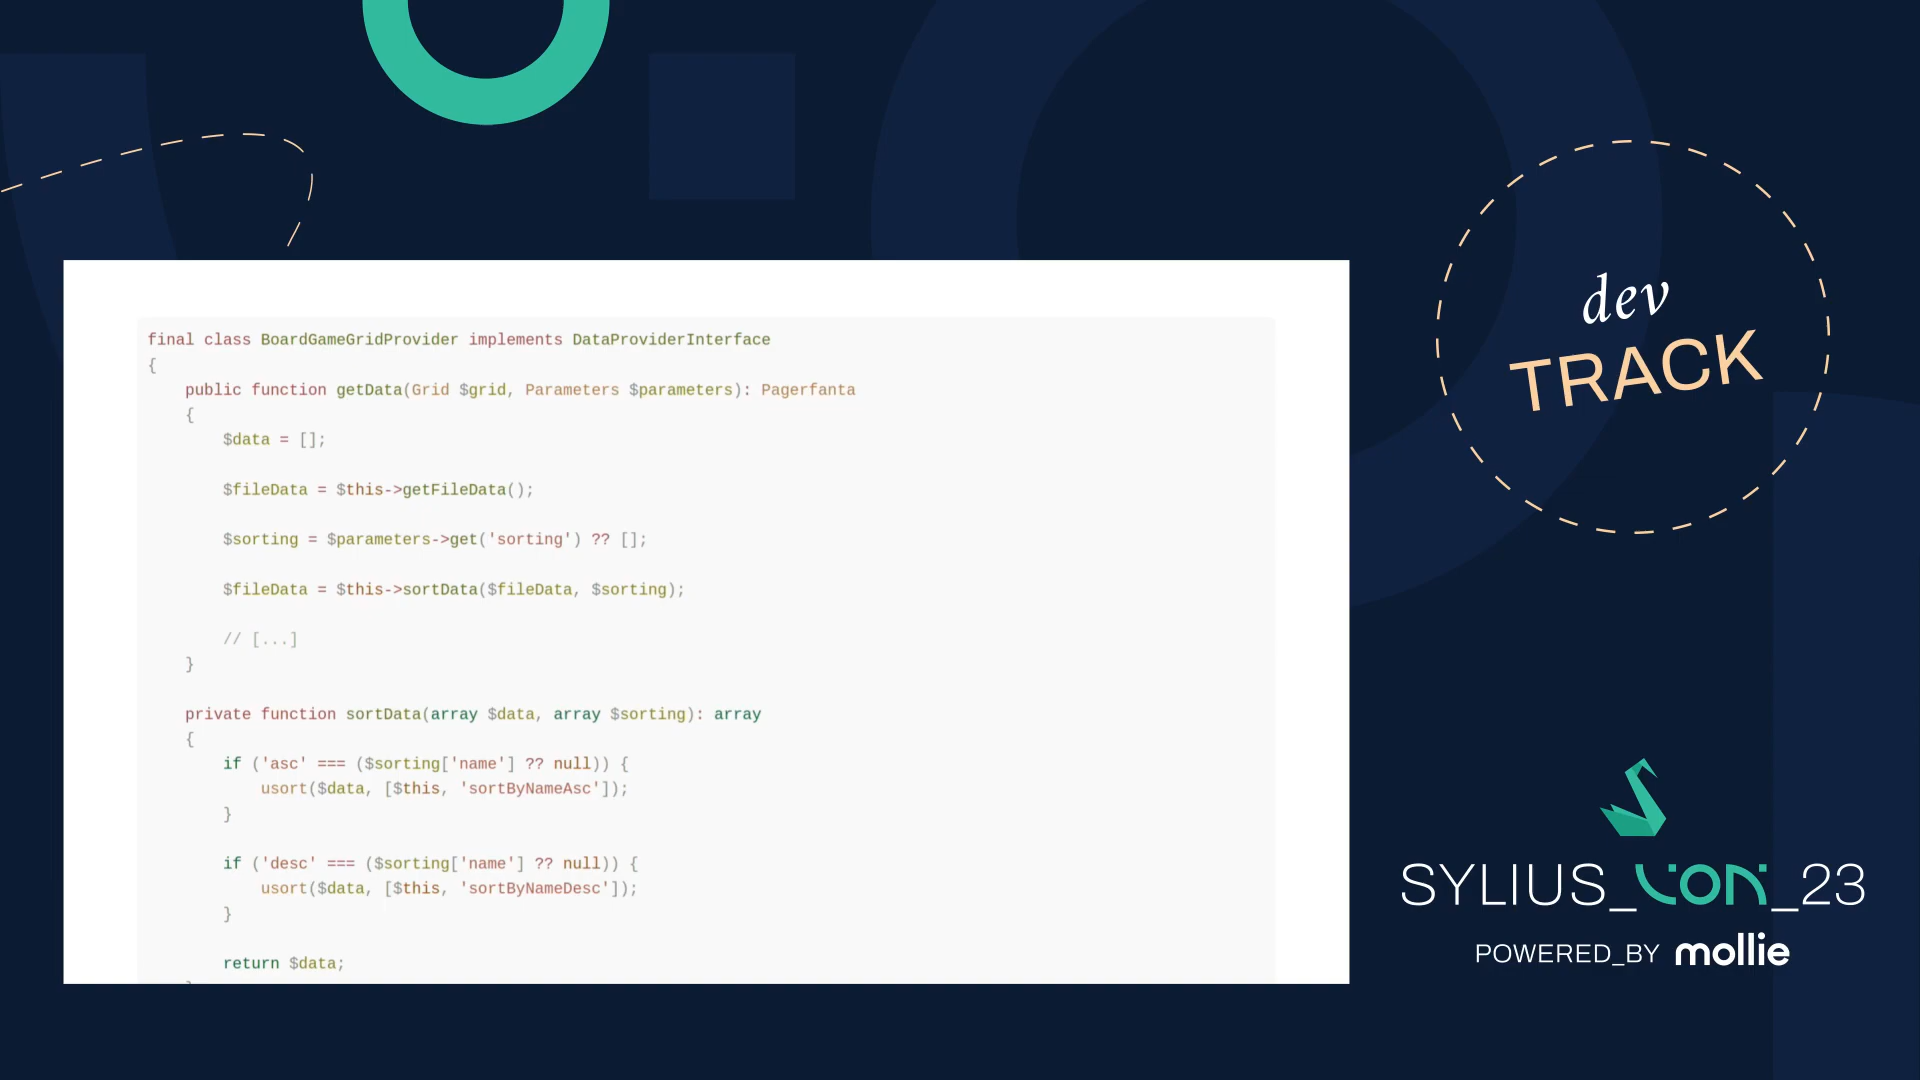 final class BoardGameGridProvider implements DataProviderInterface
{
    public function getData(Grid $grid, Parameters $parameters): Pagerfanta
    {
        $data = [];
        $fileData = $this->getFileData();
        $sorting = $parameters->get('sorting') ?? [];
        $fileData = $this->sortData($fileData, $sorting);
        // [...]
    }
    private function sortData(array $data, array $sorting): array
    {
        if ('asc' === ($sorting['name'] ?? null)) {
            usort($data, [$this, 'sortByNameAsc']);
        }
        if ('desc' === ($sorting['name'] ?? null)) {
            usort($data, [$this, 'sortByNameDesc']);
        }
        return $data;
dev
TRACK
SYLIUS_CON_23
POWERED_BY mollie